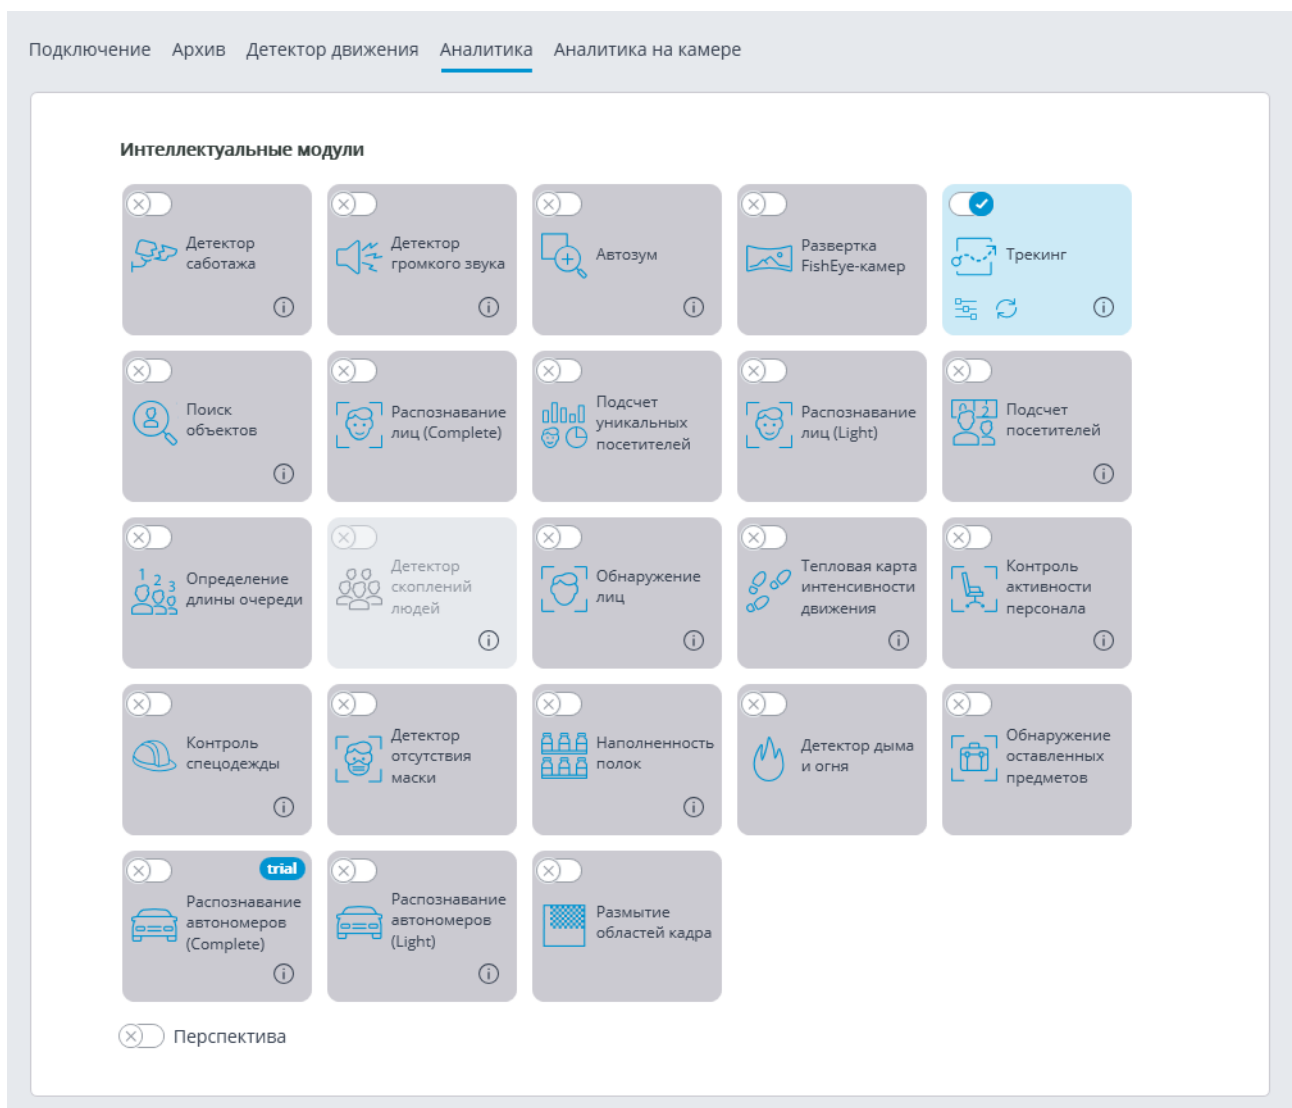 Подключение Архив Детектор движения Аналитика Аналитика на камере
Интеллектуальные модули
Детектор
саботажа
Детектор
громкого звука
Автозум
Развертка
FishEye-камер
Трекинг
Поиск
объектов
Распознавание
лиц (Complete)
Подсчет
уникальных
посетителей
Распознавание
лиц (Light)
Подсчет
посетителей
Определение
длины очереди
Детектор
скоплений
людей
Обнаружение
лиц
Тепловая карта
интенсивности
движения
Контроль
активности
персонала
Контроль
спецодежды
Детектор
отсутствия
маски
Наполненность
полок
Детектор дыма
и огня
Обнаружение
оставленных
предметов
trial
Распознавание
автономеров
(Complete)
Распознавание
автономеров
(Light)
Размытие
областей кадра
Перспектива